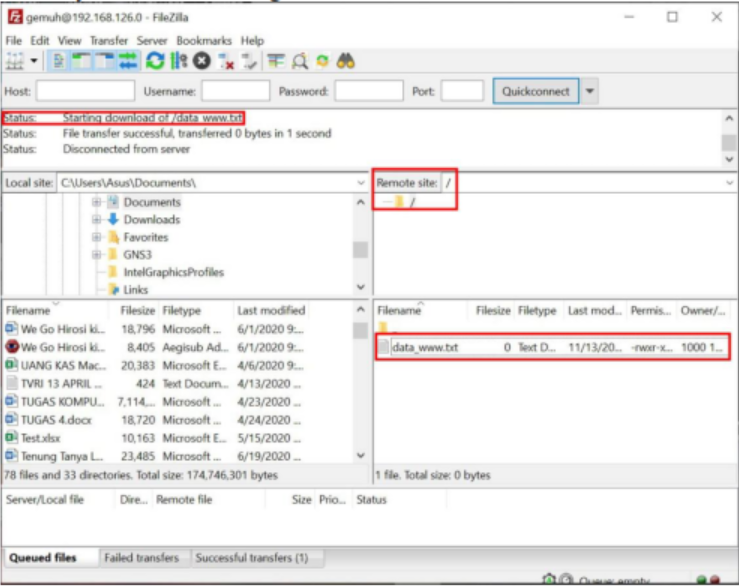 gemuh@192.168.126.0 - FileZilla
File Edit View Transfer Server Bookmarks Help
Host: Username: Password: Port: Quickconnect
Status: Starting download of /data_www.txt
Status: File transfer successful, transferred 0 bytes in 1 second
Status: Disconnected from server
Local site: C:\Users\Asus\Documents\ Remote site: /
Documents /
Downloads
Favorites
GNS3
IntelGraphicsProfiles
Links
Filename Filesize Filetype Last modified Filename Filesize Filetype Last mod... Permis... Owner/...
We Go Hirosi ki... 18,796 Microsoft ... 6/1/2020 9:... ..
We Go Hirosi ki... 8,405 Aegisub Ad... 6/1/2020 9:... data_www.txt 0 Text D... 11/13/20... -rwxr-x... 1000 1...
UANG KAS Mac... 20,383 Microsoft E... 4/6/2020 9:...
TVRI 13 APRIL ... 424 Text Docum... 4/13/2020 ...
TUGAS KOMPU... 7,114,... Microsoft ... 4/23/2020 ...
TUGAS 4.docx 18,720 Microsoft ... 4/24/2020 ...
Test.xlsx 10,163 Microsoft E... 5/15/2020 ...
Tenung Tanya L... 23,485 Microsoft ... 6/19/2020 ...
78 files and 33 directories. Total size: 174,746,301 bytes 1 file. Total size: 0 bytes
Server/Local file Dire... Remote file Size Prio... Status
Queued files Failed transfers Successful transfers (1)
Queue: empty